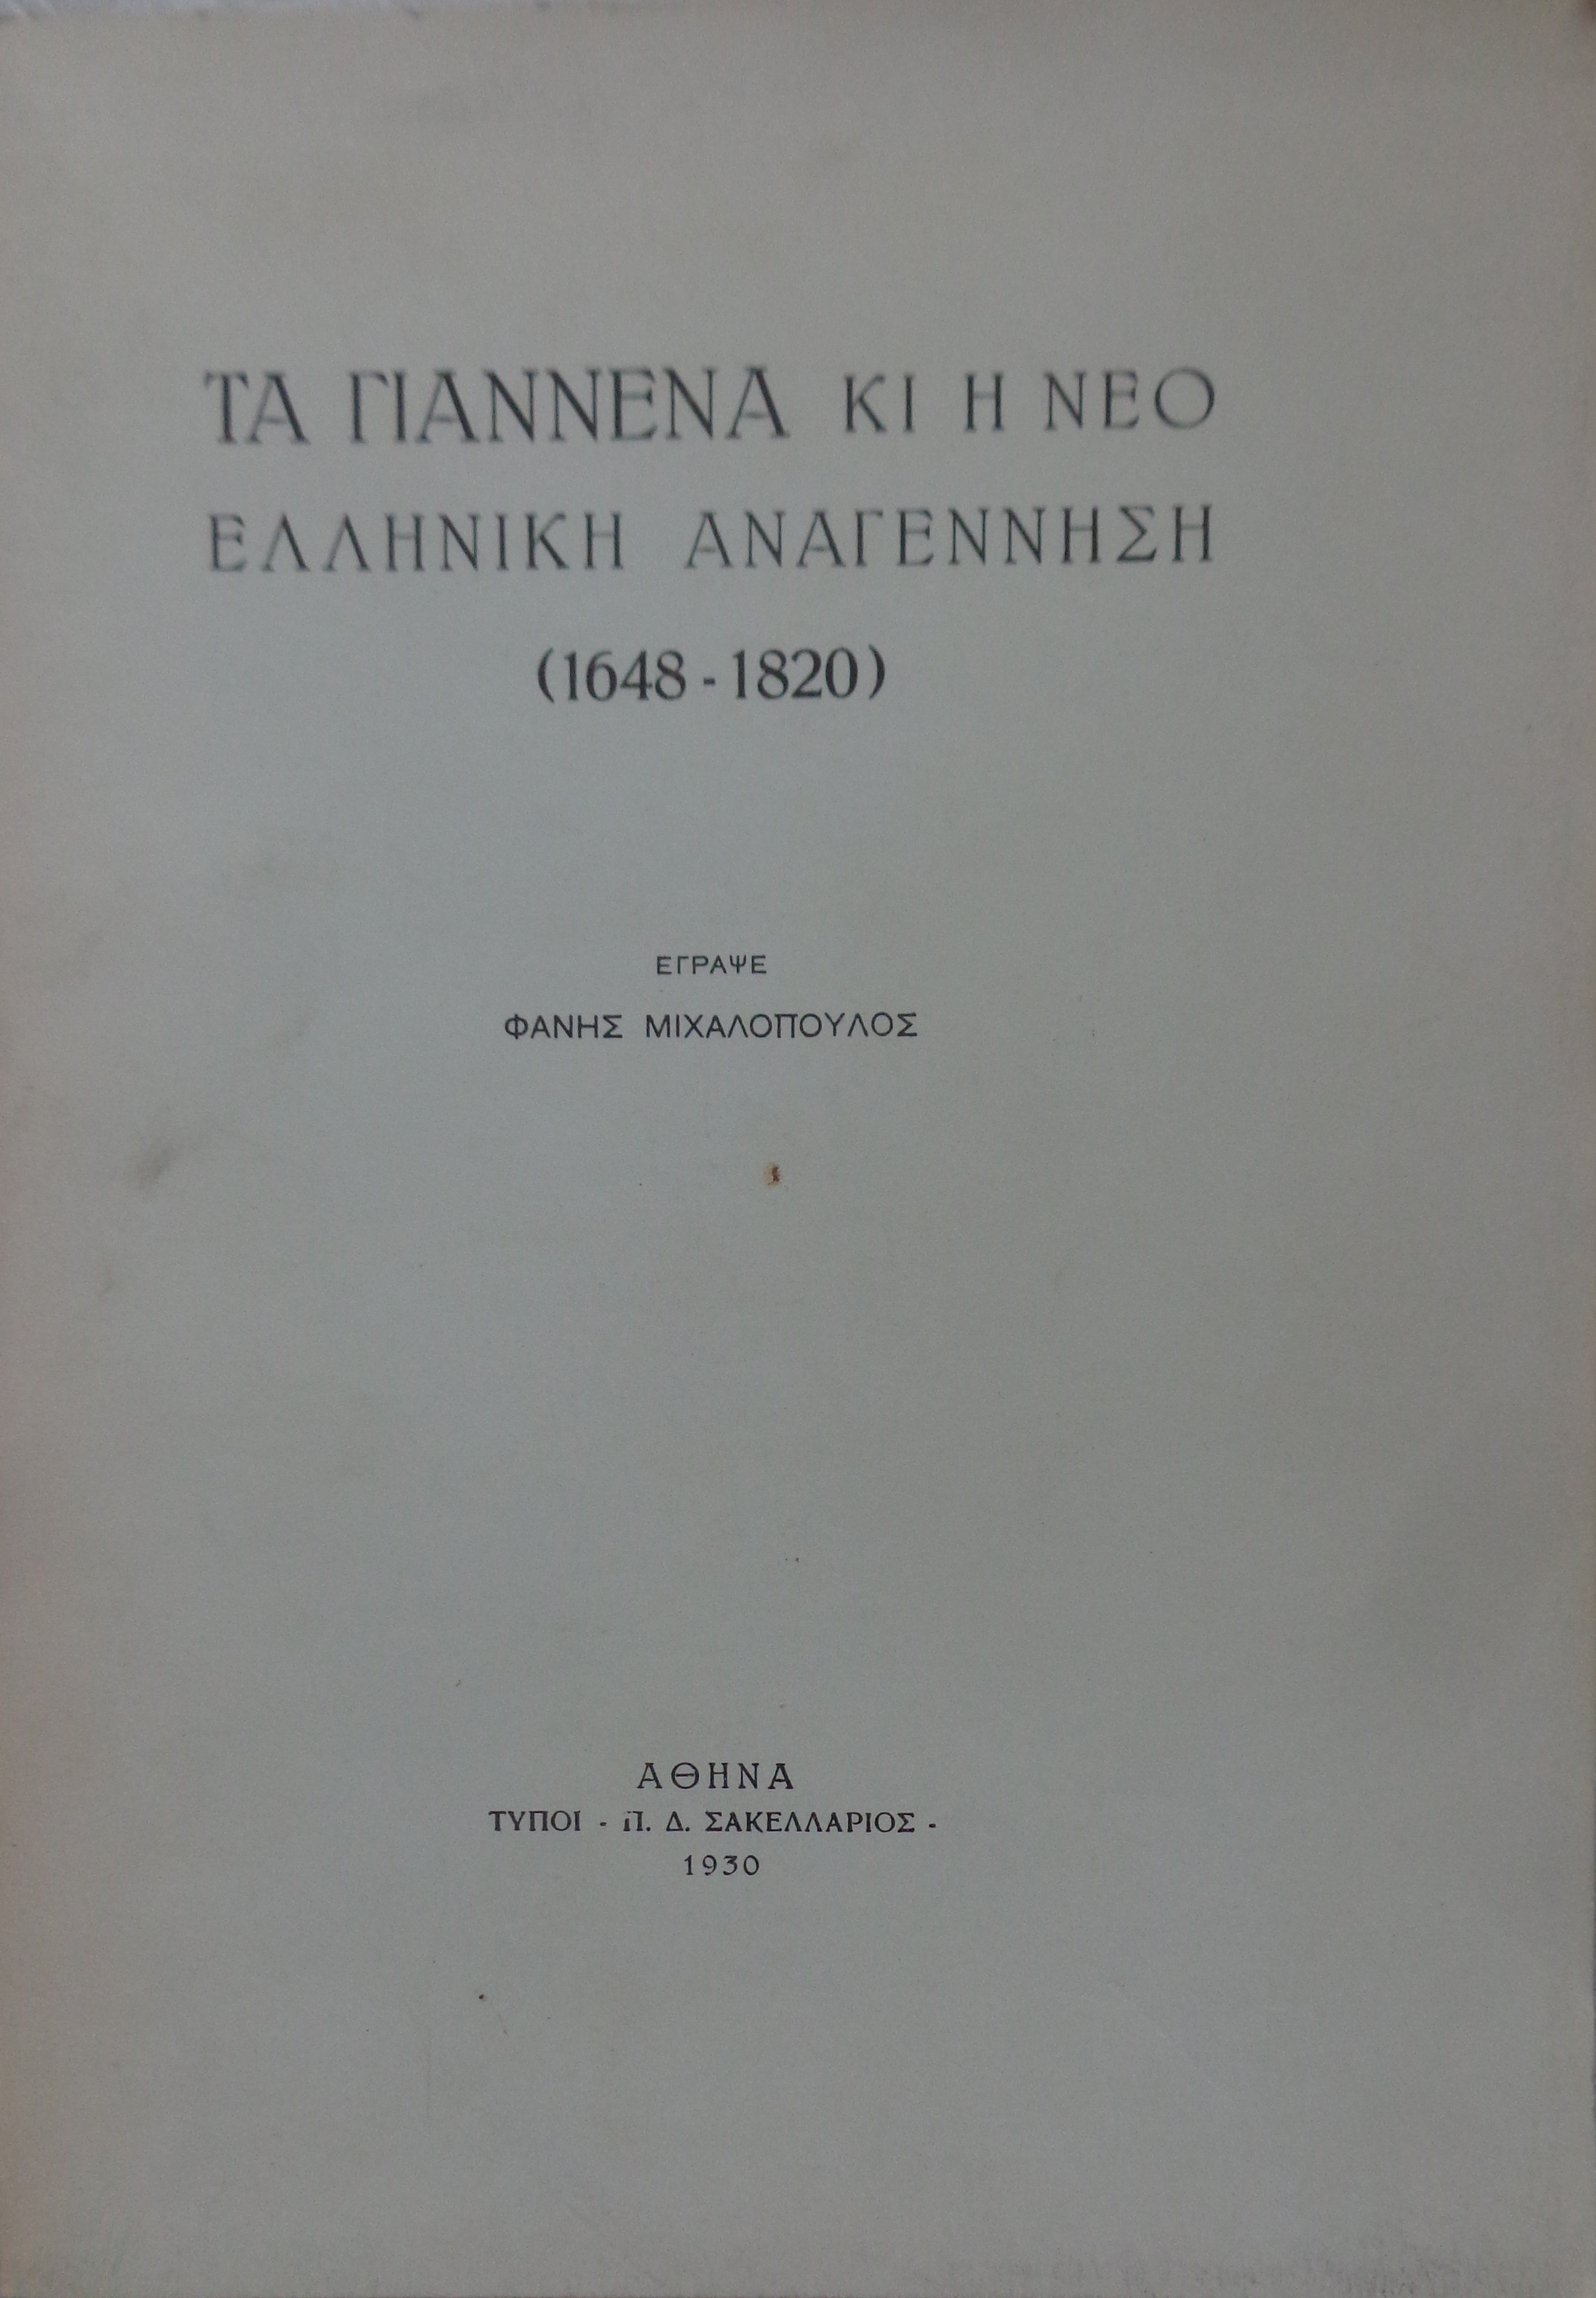 ΤΑ ΓΙΑΝΝΕΝΑ ΚΙ Η ΝΕΟ
ΕΛΛΗΝΙΚΗ ΑΝΑΓΕΝΝΗΣΗ
(1648 - 1820)
ΕΓΡΑΨΕ
ΦΑΝΗΣ ΜΙΧΑΛΟΠΟΥΛΟΣ
ΑΘΗΝΑ
ΤΥΠΟΙ - Π. Δ. ΣΑΚΕΛΛΑΡΙΟΣ -
1930